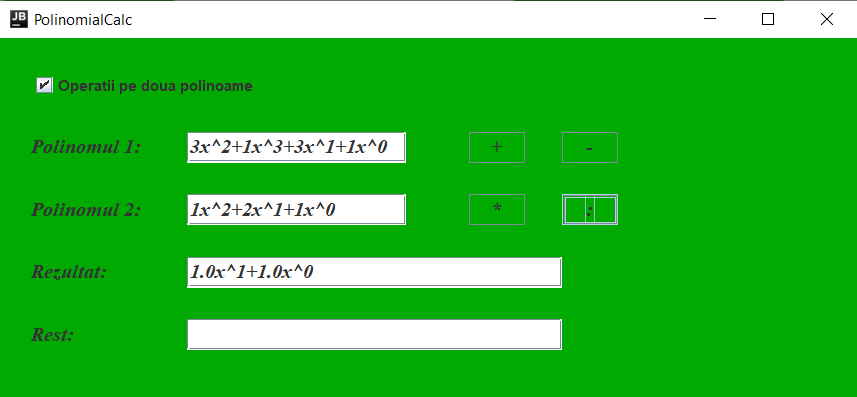 JB PolinomialCalc
Operatii pe doua polinoame
Polinomul 1: 3x^2+1x^3+3x^1+1x^0 + -
Polinomul 2: 1x^2+2x^1+1x^0 * :
Rezultat: 1.0x^1+1.0x^0
Rest: